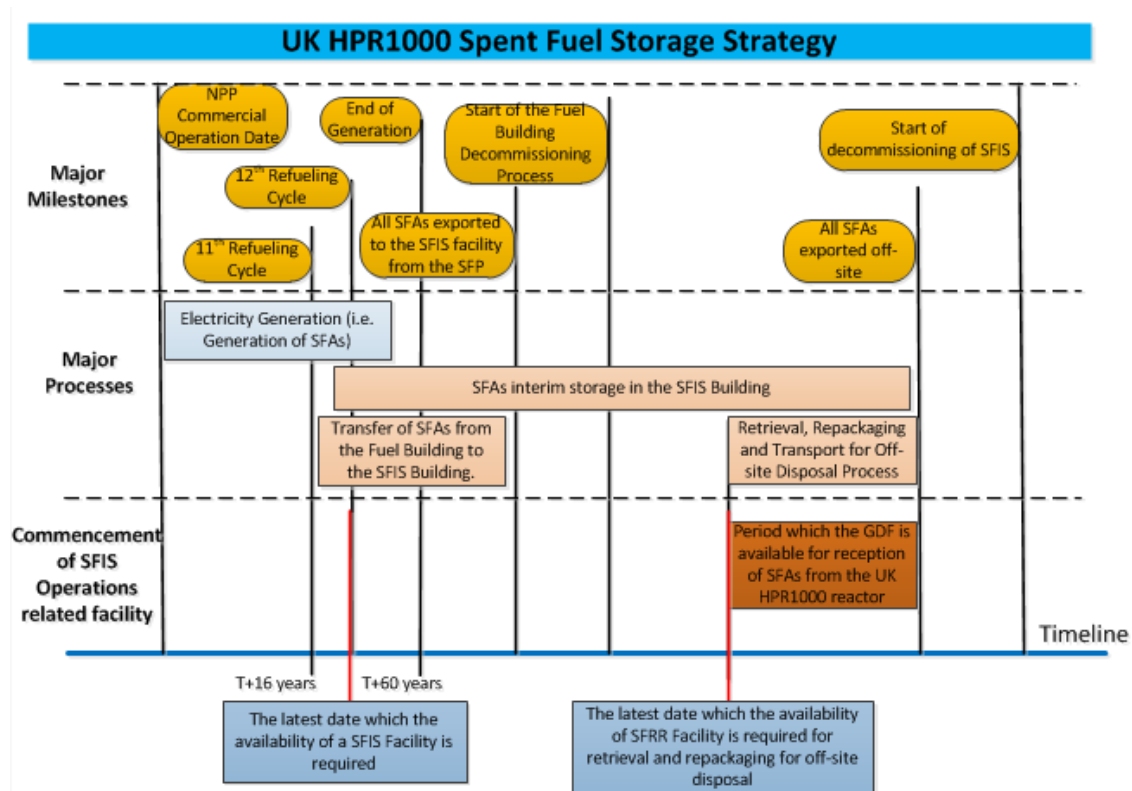 UK HPR1000 Spent Fuel Storage Strategy
Major
Milestones
NPP
Commercial
Operation Date
12th Refueling
Cycle
11th Refueling
Cycle
End of
Generation
All SFAs exported
to the SFIS facility
from the SFP
Start of the Fuel
Building
Decommissioning
Process
Start of
decommissioning of SFIS
All SFAs
exported off-
site
Major
Processes
Electricity Generation (i.e.
Generation of SFAs)
SFAs interim storage in the SFIS Building
Transfer of SFAs from
the Fuel Building to
the SFIS Building.
Retrieval, Repackaging
and Transport for Off-
site Disposal Process
Commencement
of SFIS
Operations
related facility
Period which the GDF is
available for reception
of SFAs from the UK
HPR1000 reactor
Timeline
T+16 years
T+60 years
The latest date which the
availability of a SFIS Facility is
required
The latest date which the availability
of SFRR Facility is required for
retrieval and repackaging for off-site
disposal